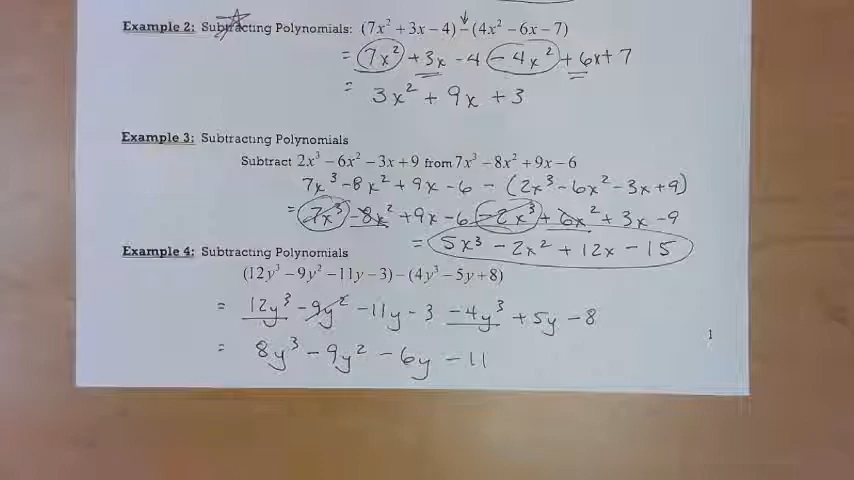 Example 2: Subtracting Polynomials: (7x² + 3x − 4) − (4x² − 6x − 7)
= 7x² + 3x - 4 - 4x² + 6x + 7
= 3x² + 9x + 3
Example 3: Subtracting Polynomials
Subtract 2x³ − 6x² − 3x + 9 from 7x³ − 8x² + 9x − 6
7x³ - 8x² + 9x - 6 - (2x³ - 6x² - 3x + 9)
= 7x³ - 8x² + 9x - 6 - 2x³ + 6x² + 3x - 9
= 5x³ - 2x² + 12x - 15
Example 4: Subtracting Polynomials
(12y³ − 9y² − 11y − 3) − (4y³ − 5y + 8)
= 12y³ - 9y² - 11y - 3 - 4y³ + 5y - 8
= 8y³ - 9y² - 6y - 11
1